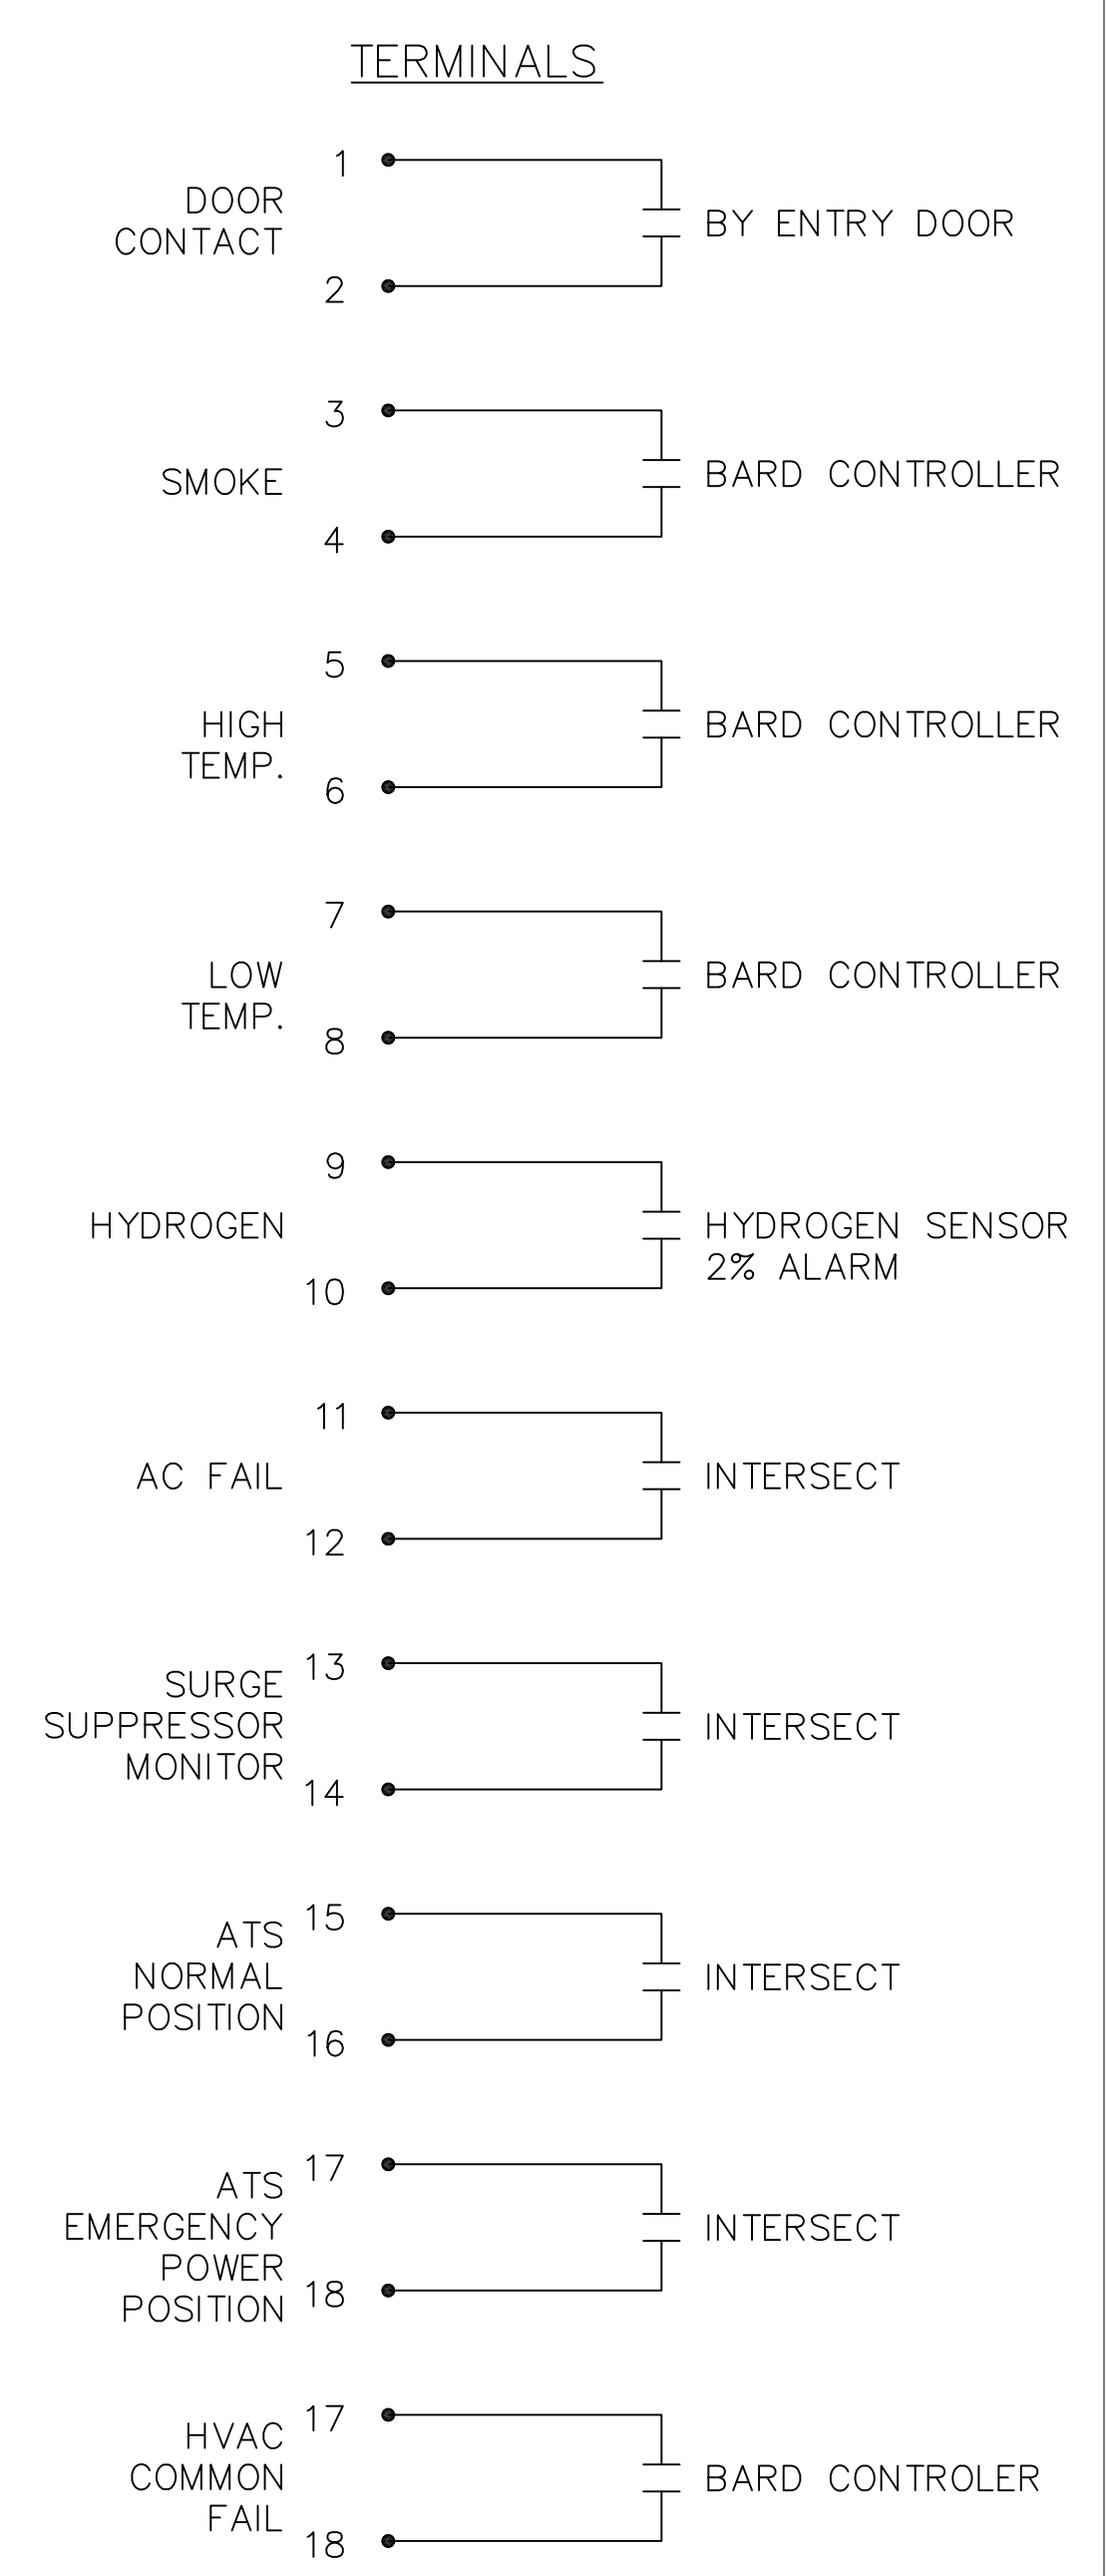 TERMINALS
1
DOOR
CONTACT
BY ENTRY DOOR
2
3
SMOKE
BARD CONTROLLER
4
5
HIGH
TEMP.
BARD CONTROLLER
6
7
LOW
TEMP.
BARD CONTROLLER
8
9
HYDROGEN
HYDROGEN SENSOR
2% ALARM
10
11
AC FAIL
INTERSECT
12
13
SURGE
SUPPRESSOR
MONITOR
INTERSECT
14
15
ATS
NORMAL
POSITION
INTERSECT
16
17
ATS
EMERGENCY
POWER
POSITION
INTERSECT
18
17
HVAC
COMMON
FAIL
BARD CONTROLER
18